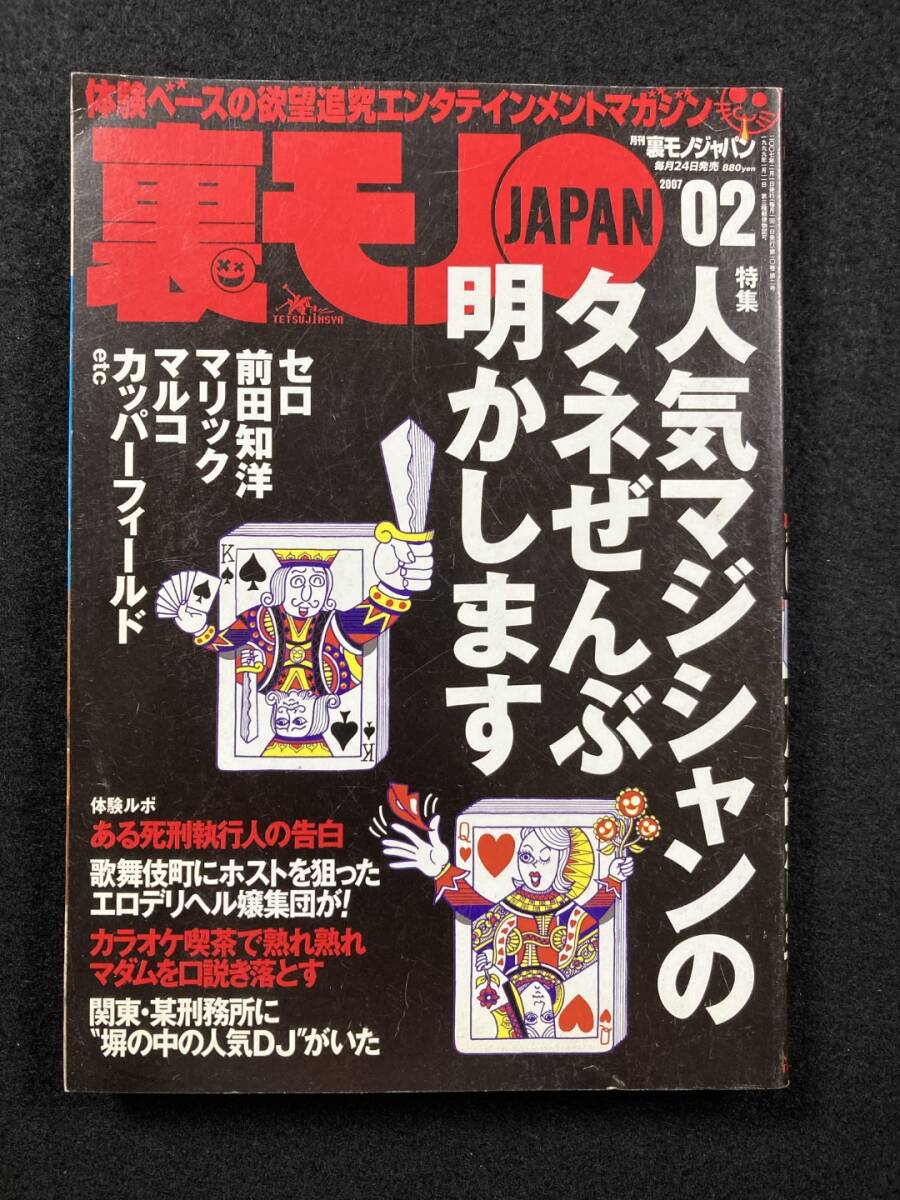 体験ベースの欲望追究エンタテインメントマガジン
裏モノ
JAPAN
月刊
裏モノジャパン
毎月24日発売 880yen
2007
02
TETSUJINSYA
特集
人気マジシャンの
タネぜんぶ
明かします
セロ
前田知洋
マリック
マルコ
カッパーフィールド
etc
K
K
Q
Q
体験ルポ
ある死刑執行人の告白
歌舞伎町にホストを狙った
エロデリヘル嬢集団が!
カラオケ喫茶で熟れ熟れ
マダムを口説き落とす
関東・某刑務所に
"塀の中の人気DJ"がいた